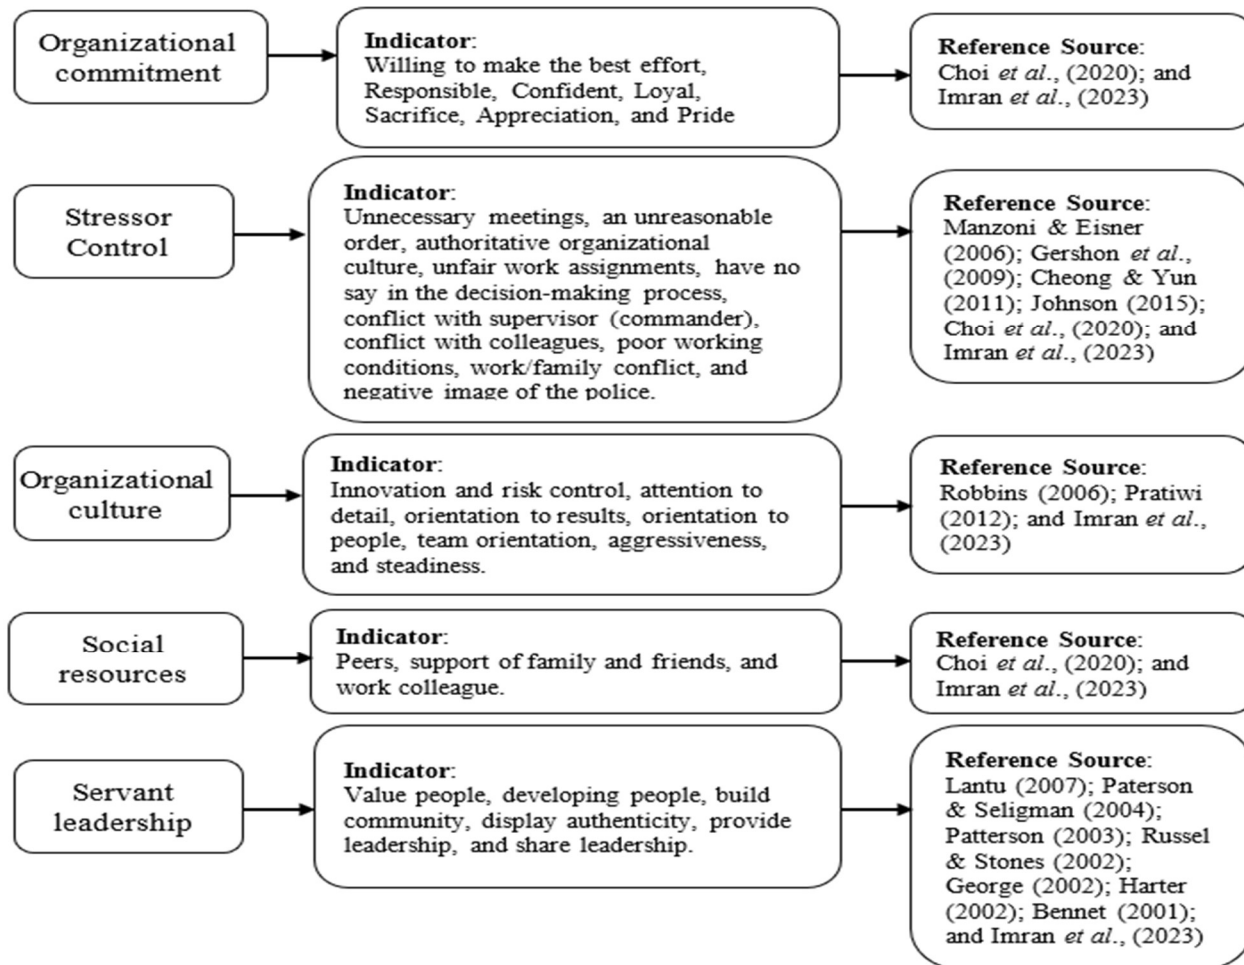 Organizational
commitment
Indicator:
Willing to make the best effort,
Responsible, Confident, Loyal,
Sacrifice, Appreciation, and Pride
Reference Source:
Choi et al., (2020); and
Imran et al., (2023)
Stressor
Control
Indicator:
Unnecessary meetings, an unreasonable
order, authoritative organizational
culture, unfair work assignments, have no
say in the decision-making process,
conflict with supervisor (commander),
conflict with colleagues, poor working
conditions, work/family conflict, and
negative image of the police.
Reference Source:
Manzoni & Eisner
(2006); Gershon et al.,
(2009); Cheong & Yun
(2011); Johnson (2015);
Choi et al., (2020); and
Imran et al., (2023)
Organizational
culture
Indicator:
Innovation and risk control, attention to
detail, orientation to results, orientation to
people, team orientation, aggressiveness,
and steadiness.
Reference Source:
Robbins (2006); Pratiwi
(2012); and Imran et al.,
(2023)
Social
resources
Indicator:
Peers, support of family and friends, and
work colleague.
Reference Source:
Choi et al., (2020); and
Imran et al., (2023)
Servant
leadership
Indicator:
Value people, developing people, build
community, display authenticity, provide
leadership, and share leadership.
Reference Source:
Lantu (2007); Paterson
& Seligman (2004);
Patterson (2003); Russel
& Stones (2002);
George (2002); Harter
(2002); Bennet (2001);
and Imran et al., (2023)